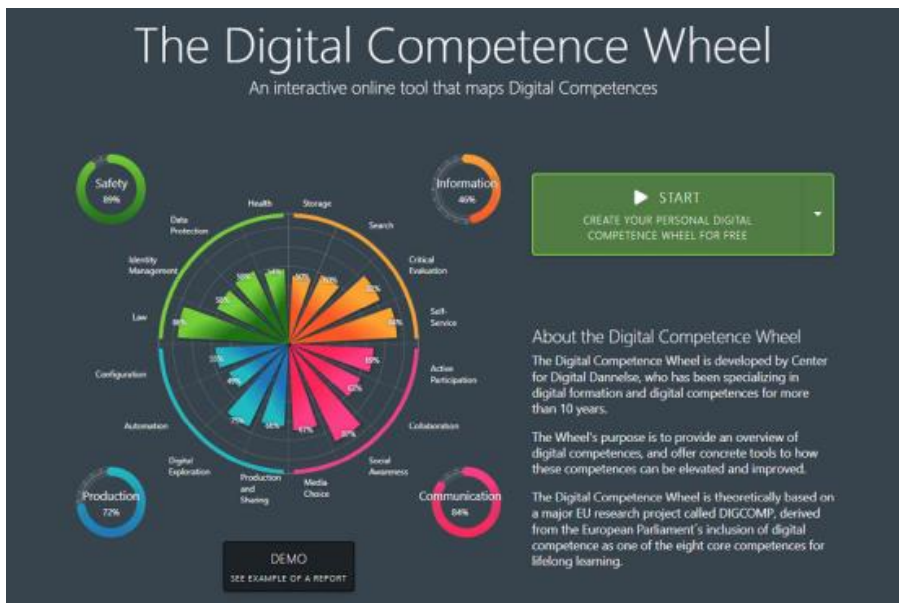 The Digital Competence Wheel
An interactive online tool that maps Digital Competences
Safety
89%
Information
46%
Health
Storage
Data
Protection
Search
Identity
Management
Critical
Evaluation
Law
Self-
Service
Configuration
Active
Participation
Automation
Collaboration
Digital
Exploration
Production
and
Sharing
Media
Choice
Social
Awareness
Production
72%
Communication
84%
DEMO
SEE EXAMPLE OF A REPORT
START
CREATE YOUR PERSONAL DIGITAL
COMPETENCE WHEEL FOR FREE
About the Digital Competence Wheel
The Digital Competence Wheel is developed by Center
for Digital Dannelse, who has been specializing in
digital formation and digital competences for more
than 10 years.
The Wheel's purpose is to provide an overview of
digital competences, and offer concrete tools to how
these competences can be elevated and improved.
The Digital Competence Wheel is theoretically based on
a major EU research project called DIGCOMP, derived
from the European Parliament´s inclusion of digital
competence as one of the eight core competences for
lifelong learning.